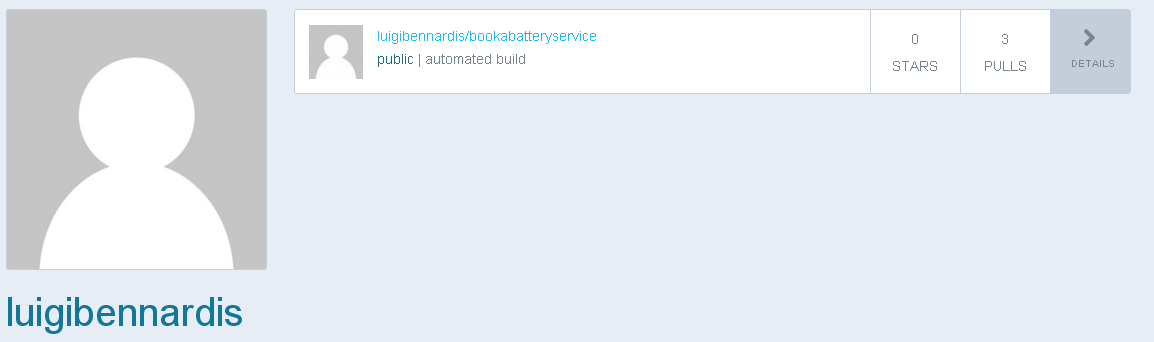 luigibennardis/bookabatteryservice
public | automated build
0
STARS
3
PULLS
DETAILS
luigibennardis